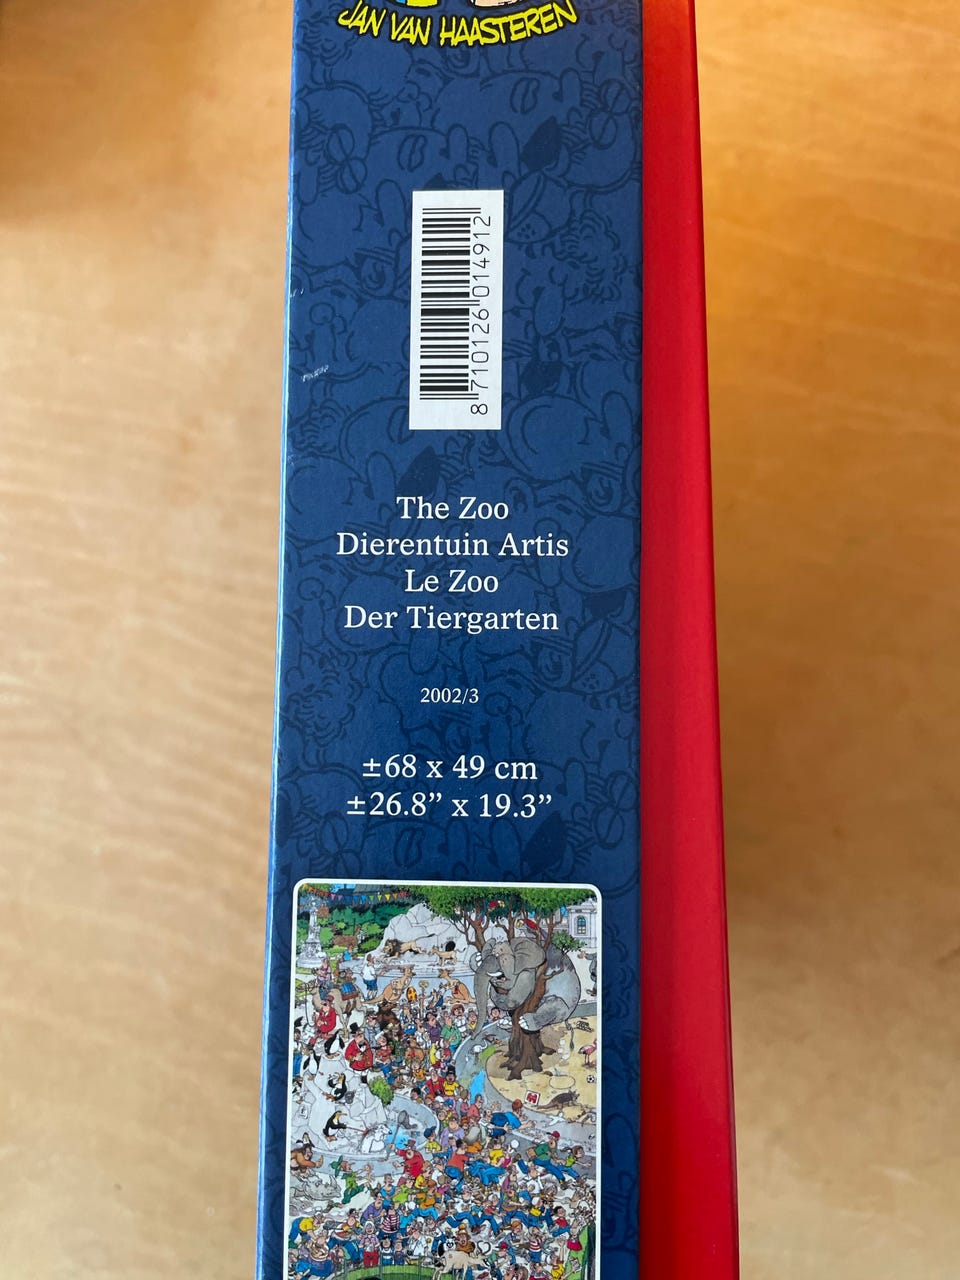 JAN VAN HAASTEREN
8 710126 014912
The Zoo
Dierentuin Artis
Le Zoo
Der Tiergarten
2002/3
±68 x 49 cm
±26.8” x 19.3”